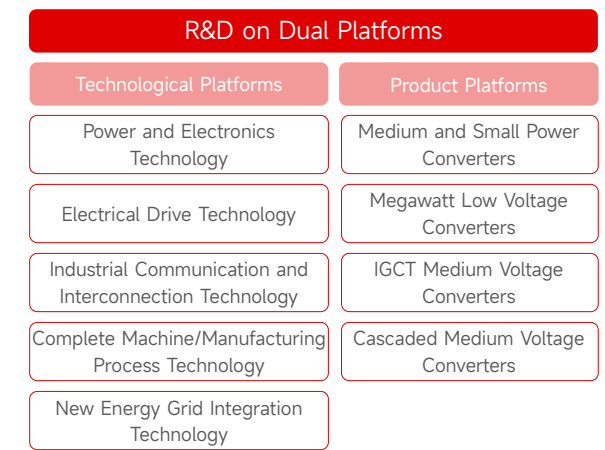 R&D on Dual Platforms
Technological Platforms
Power and Electronics
Technology
Electrical Drive Technology
Industrial Communication and
Interconnection Technology
Complete Machine/Manufacturing
Process Technology
New Energy Grid Integration
Technology
Product Platforms
Medium and Small Power
Converters
Megawatt Low Voltage
Converters
IGCT Medium Voltage
Converters
Cascaded Medium Voltage
Converters